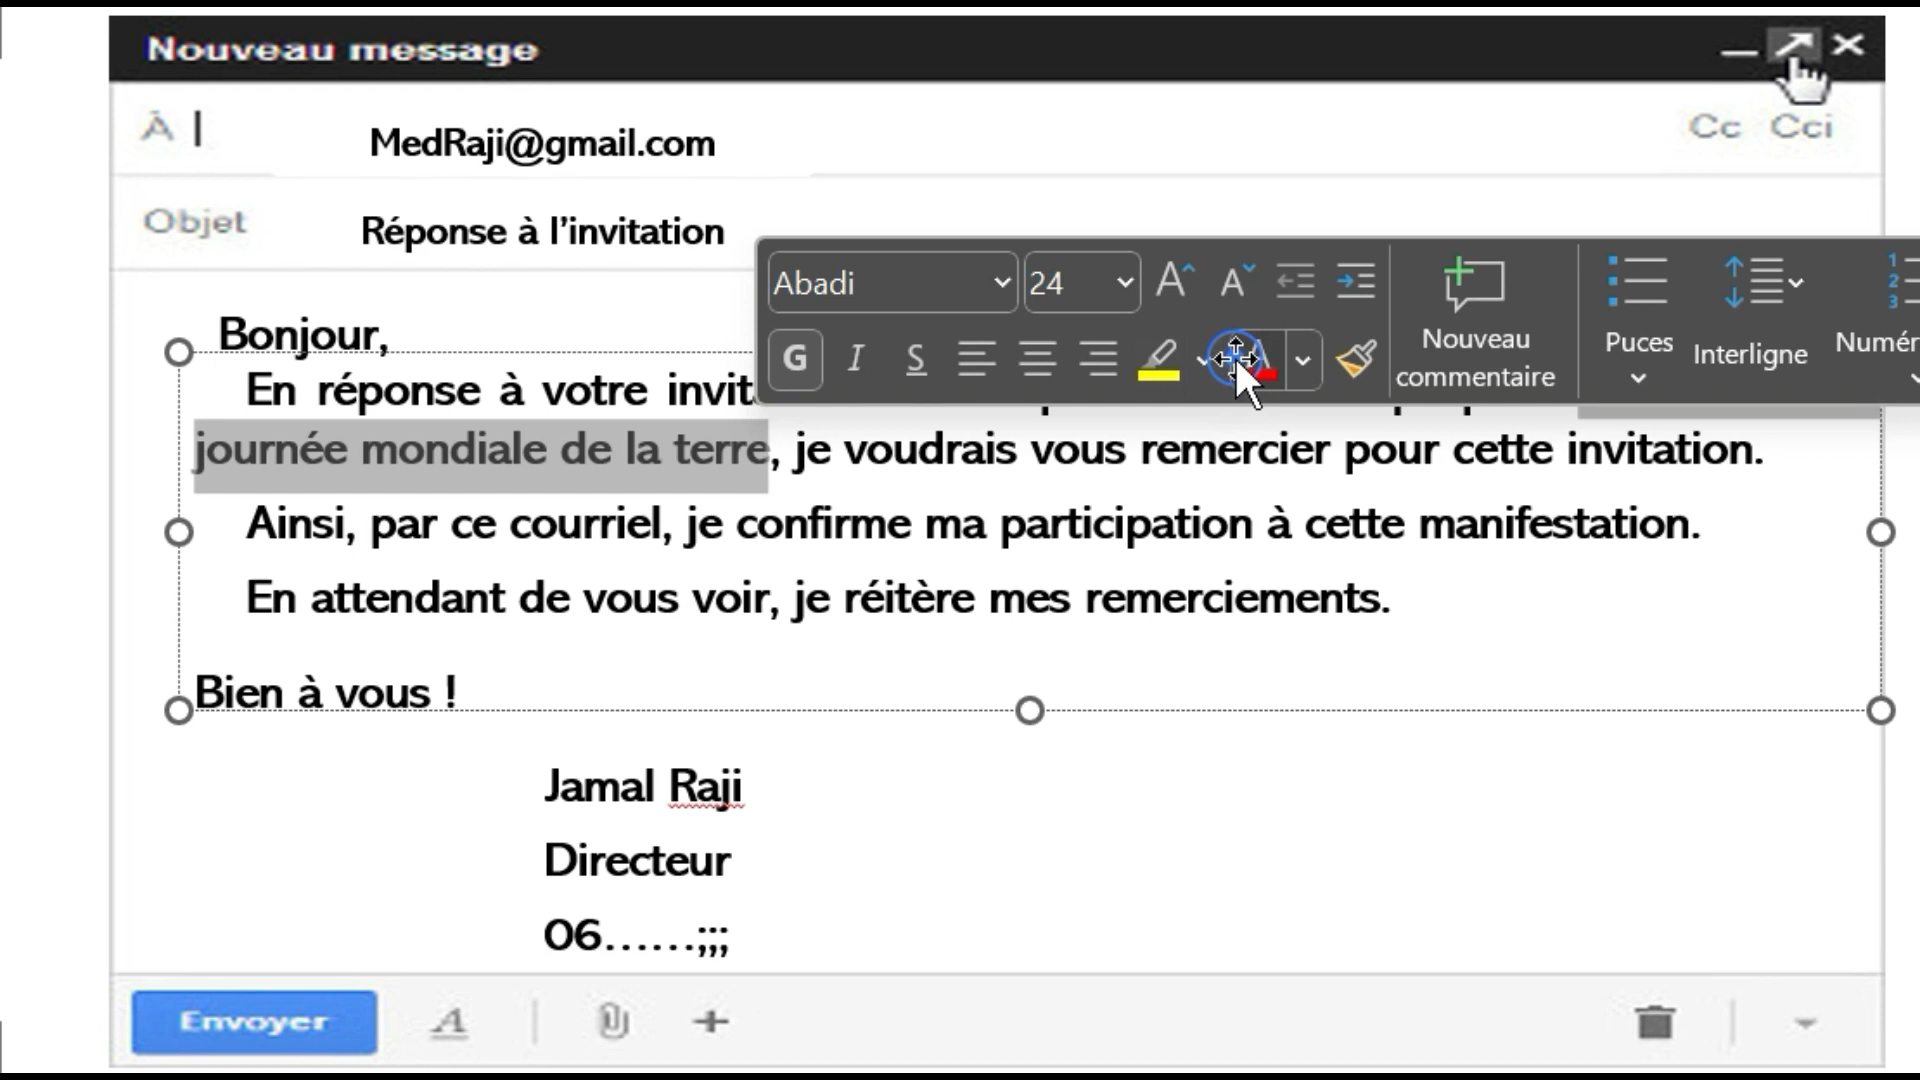 Nouveau message
À MedRaji@gmail.com Cc Cci
Objet Réponse à l’invitation
Abadi 24
G I S A
Nouveau commentaire
Puces
Interligne
Bonjour,
En réponse à votre
journée mondiale de la terre, je voudrais vous remercier pour cette invitation.
Ainsi, par ce courriel, je confirme ma participation à cette manifestation.
En attendant de vous voir, je réitère mes remerciements.
Bien à vous !
Jamal Raji
Directeur
06……;;;
Envoyer A